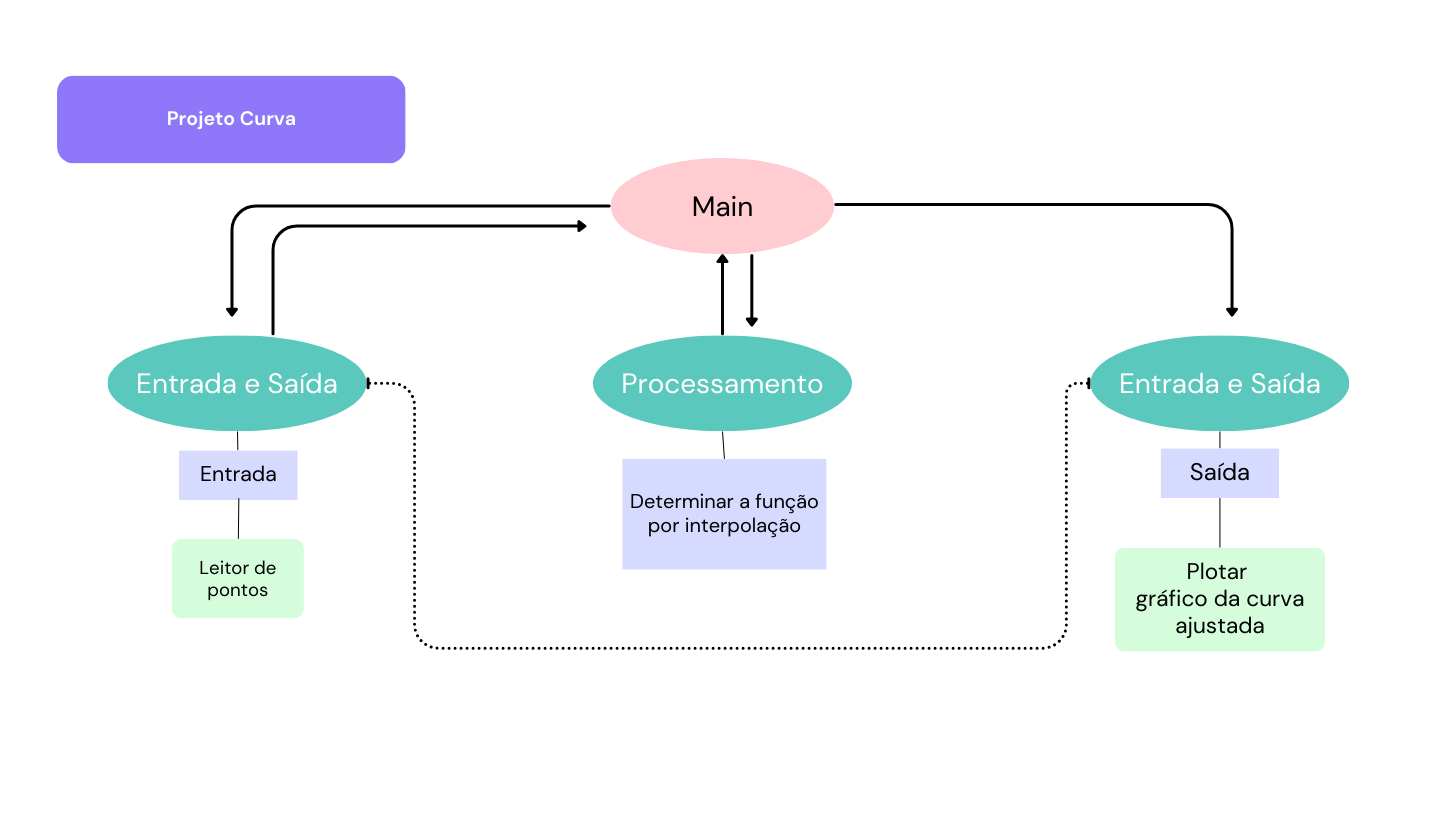 Projeto Curva
Main
Entrada e Saída
Processamento
Entrada e Saída
Entrada
Determinar a função
por interpolação
Saída
Leitor de
pontos
Plotar
gráfico da curva
ajustada